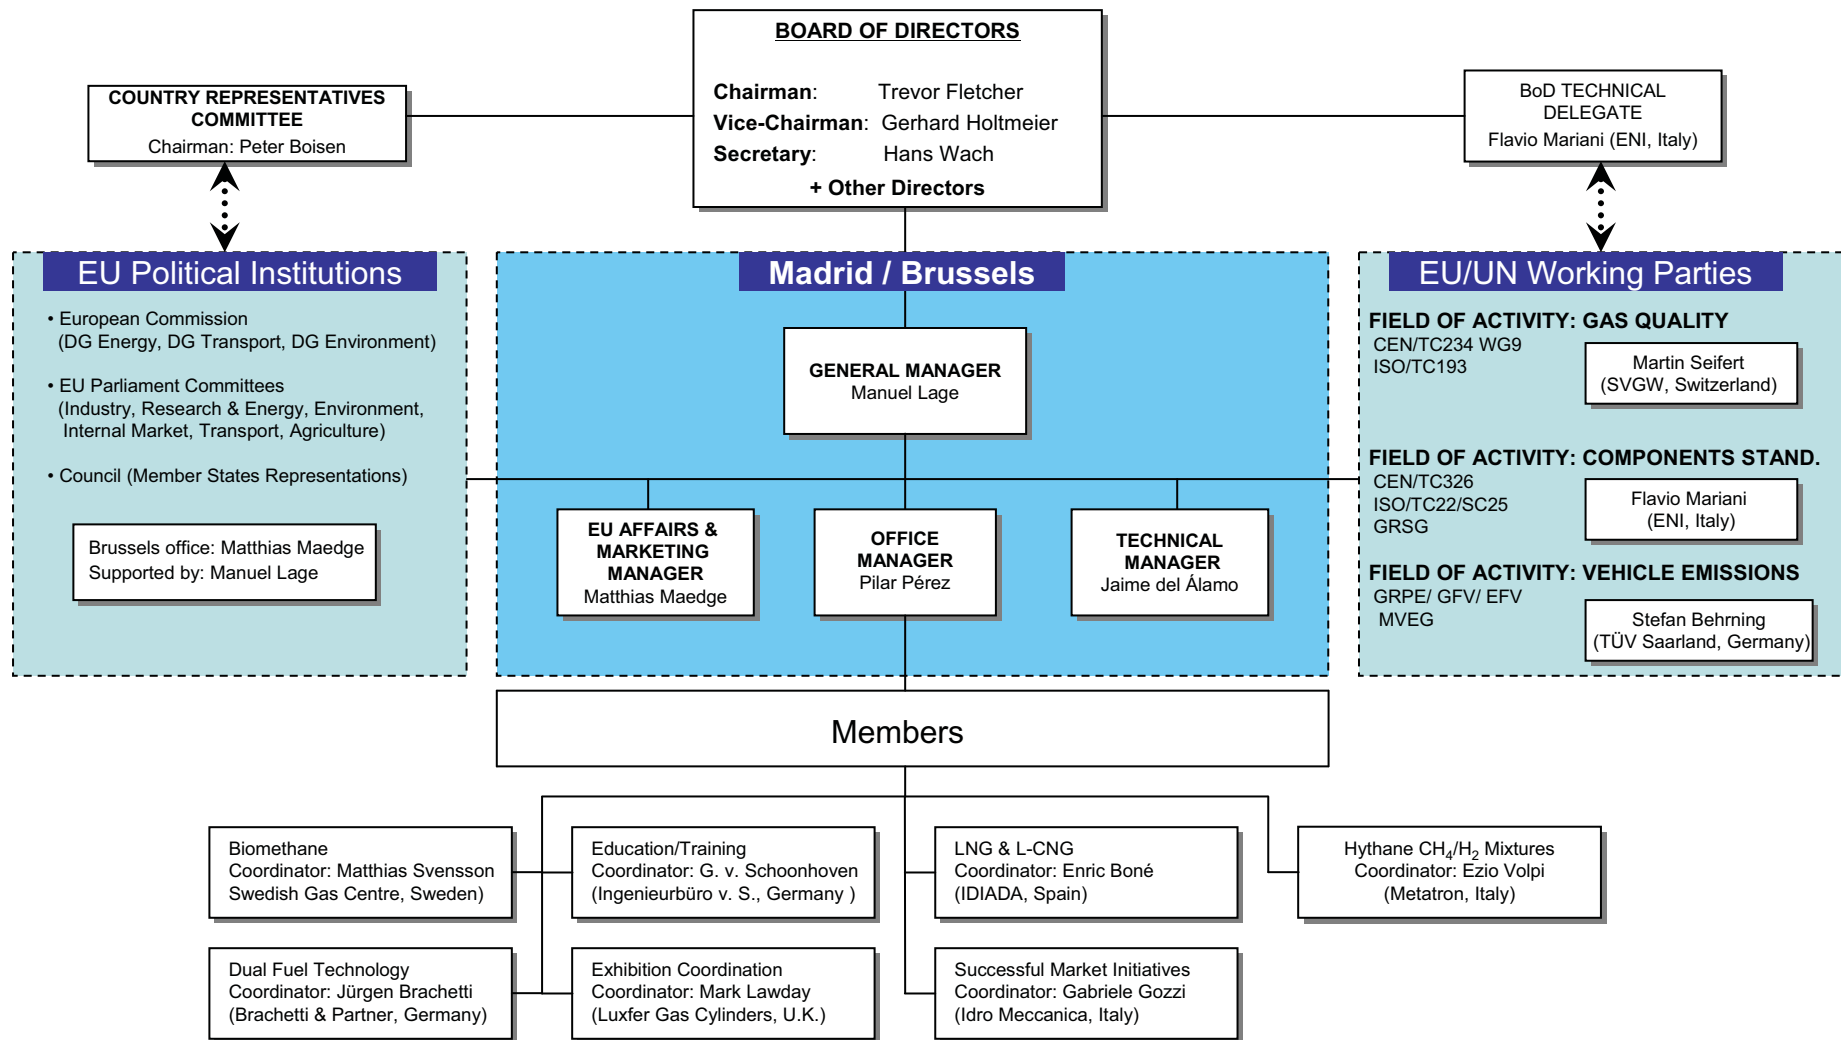 BOARD OF DIRECTORS
Chairman: Trevor Fletcher
Vice-Chairman: Gerhard Holtmeier
Secretary: Hans Wach
+ Other Directors
COUNTRY REPRESENTATIVES
COMMITTEE
Chairman: Peter Boisen
BoD TECHNICAL
DELEGATE
Flavio Mariani (ENI, Italy)
EU Political Institutions
• European Commission
(DG Energy, DG Transport, DG Environment)
• EU Parliament Committees
(Industry, Research & Energy, Environment,
Internal Market, Transport, Agriculture)
• Council (Member States Representations)
Brussels office: Matthias Maedge
Supported by: Manuel Lage
Madrid / Brussels
GENERAL MANAGER
Manuel Lage
EU AFFAIRS &
MARKETING
MANAGER
Matthias Maedge
OFFICE
MANAGER
Pilar Pérez
TECHNICAL
MANAGER
Jaime del Álamo
EU/UN Working Parties
FIELD OF ACTIVITY: GAS QUALITY
CEN/TC234 WG9
ISO/TC193
Martin Seifert
(SVGW, Switzerland)
FIELD OF ACTIVITY: COMPONENTS STAND.
CEN/TC326
ISO/TC22/SC25
GRSG
Flavio Mariani
(ENI, Italy)
FIELD OF ACTIVITY: VEHICLE EMISSIONS
GRPE/ GFV/ EFV
MVEG
Stefan Behrning
(TÜV Saarland, Germany)
Members
Biomethane
Coordinator: Matthias Svensson
Swedish Gas Centre, Sweden)
Education/Training
Coordinator: G. v. Schoonhoven
(Ingenieurbüro v. S., Germany )
LNG & L-CNG
Coordinator: Enric Boné
(IDIADA, Spain)
Hythane CH₄/H₂ Mixtures
Coordinator: Ezio Volpi
(Metatron, Italy)
Dual Fuel Technology
Coordinator: Jürgen Brachetti
(Brachetti & Partner, Germany)
Exhibition Coordination
Coordinator: Mark Lawday
(Luxfer Gas Cylinders, U.K.)
Successful Market Initiatives
Coordinator: Gabriele Gozzi
(Idro Meccanica, Italy)